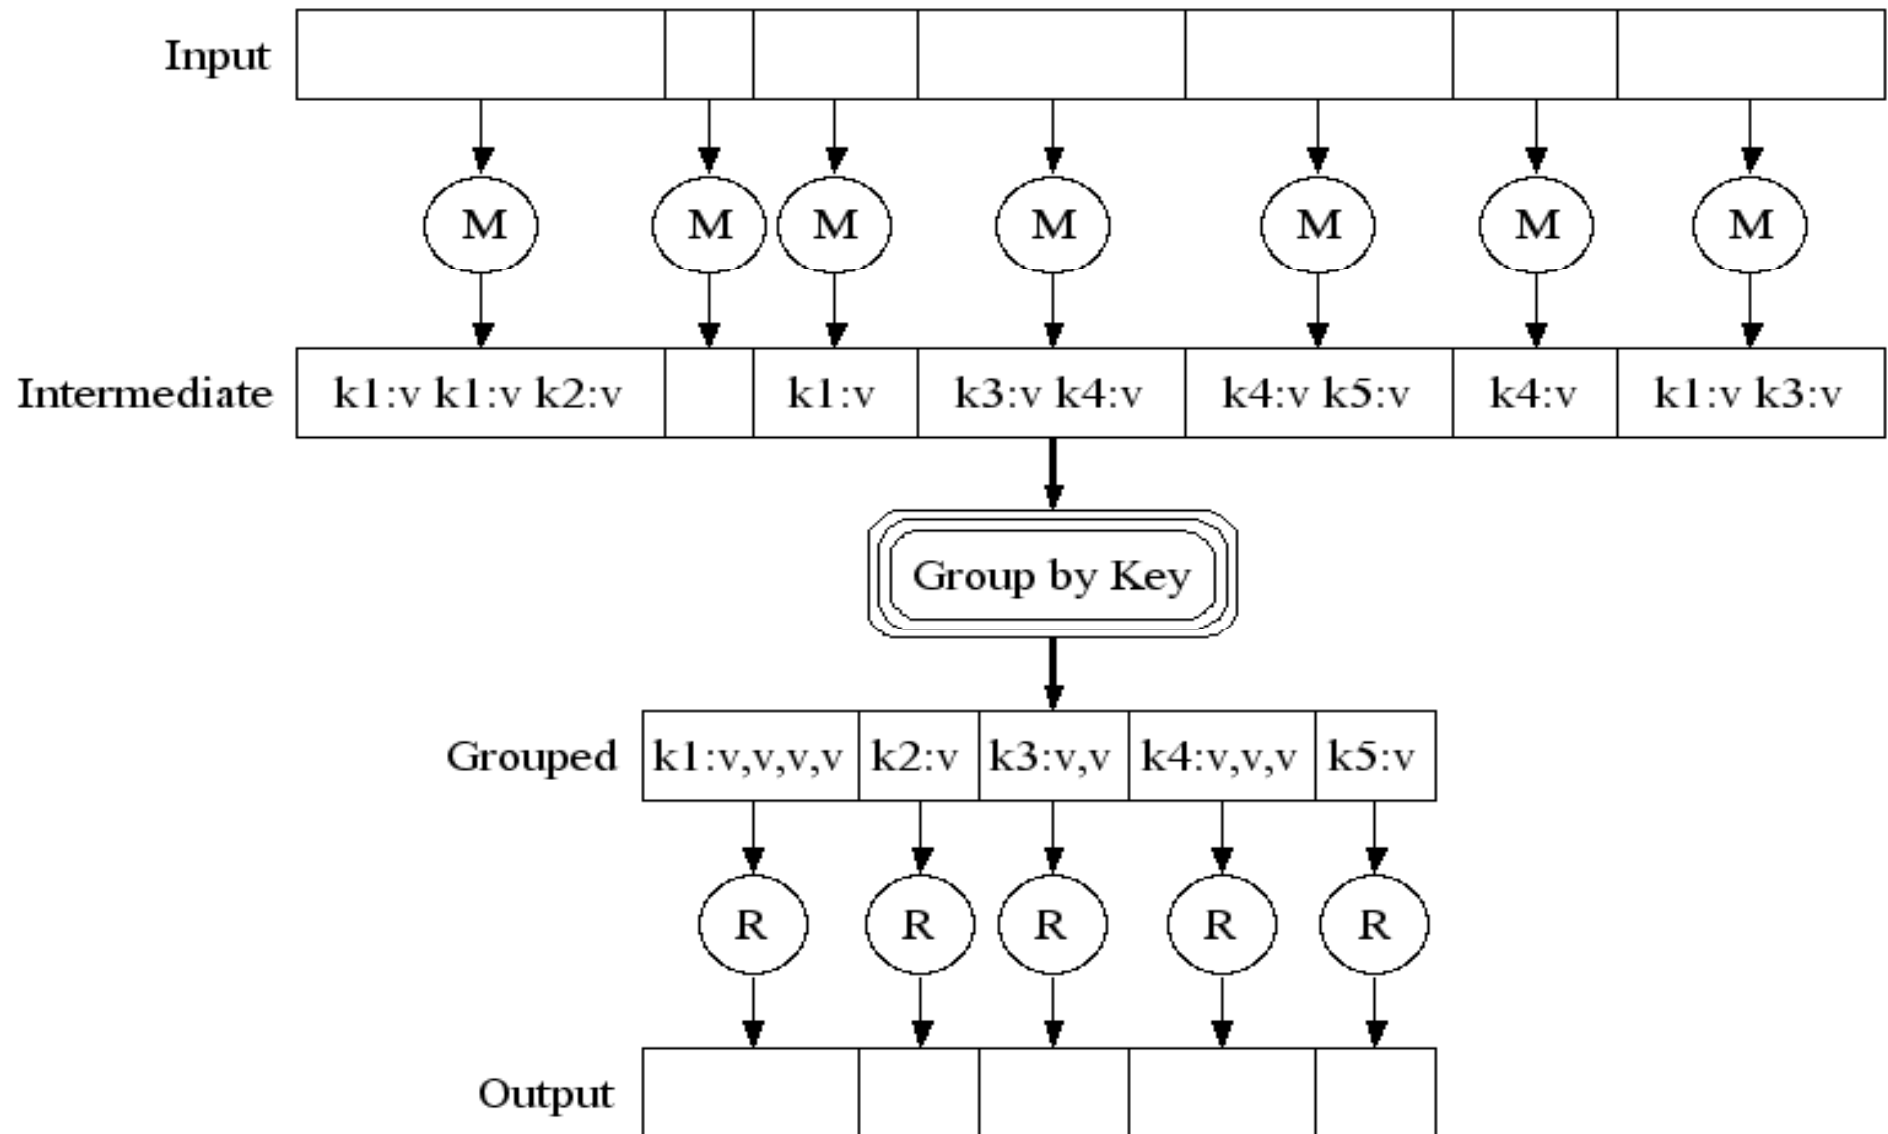 Input
M M M M M M M
Intermediate k1:v k1:v k2:v k1:v k3:v k4:v k4:v k5:v k4:v k1:v k3:v
Group by Key
Grouped k1:v,v,v,v k2:v k3:v,v k4:v,v,v k5:v
R R R R R
Output